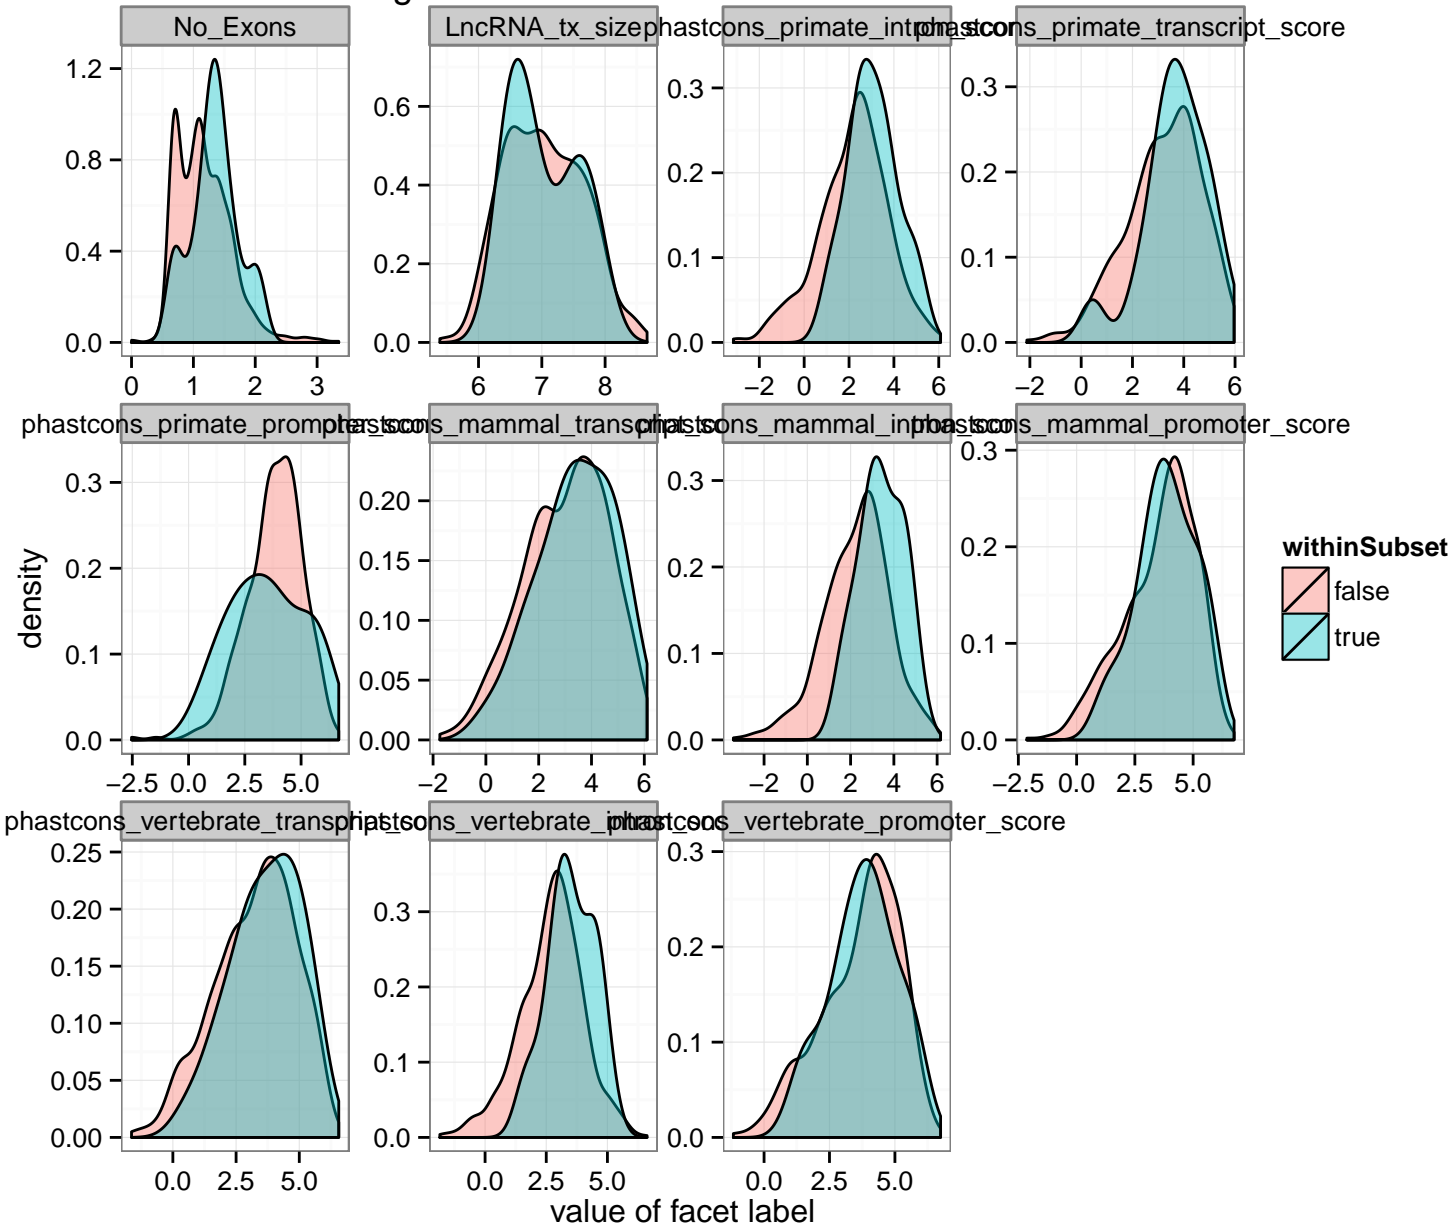 No_Exons
LncRNA_tx_size
phastcons_primate_intron_score
phastcons_primate_transcript_score
1.2
0.8
0.4
0.0
0 1 2 3
0.6
0.4
0.2
0.0
6 7 8
0.3
0.2
0.1
0.0
−2 0 2 4 6
0.3
0.2
0.1
0.0
−2 0 2 4 6
phastcons_primate_promoter_score
phastcons_mammal_transcript_score
phastcons_mammal_intron_score
phastcons_mammal_promoter_score
0.3
0.2
0.1
0.0
−2.5 0.0 2.5 5.0
0.20
0.15
0.10
0.05
0.00
−2 0 2 4 6
0.3
0.2
0.1
0.0
−2 0 2 4 6
0.3
0.2
0.1
0.0
−2.5 0.0 2.5 5.0
phastcons_vertebrate_transcript_score
phastcons_vertebrate_intron_score
phastcons_vertebrate_promoter_score
0.25
0.20
0.15
0.10
0.05
0.00
0.0 2.5 5.0
0.3
0.2
0.1
0.0
0.0 2.5 5.0
0.3
0.2
0.1
0.0
0.0 2.5 5.0
density
value of facet label
withinSubset
false
true